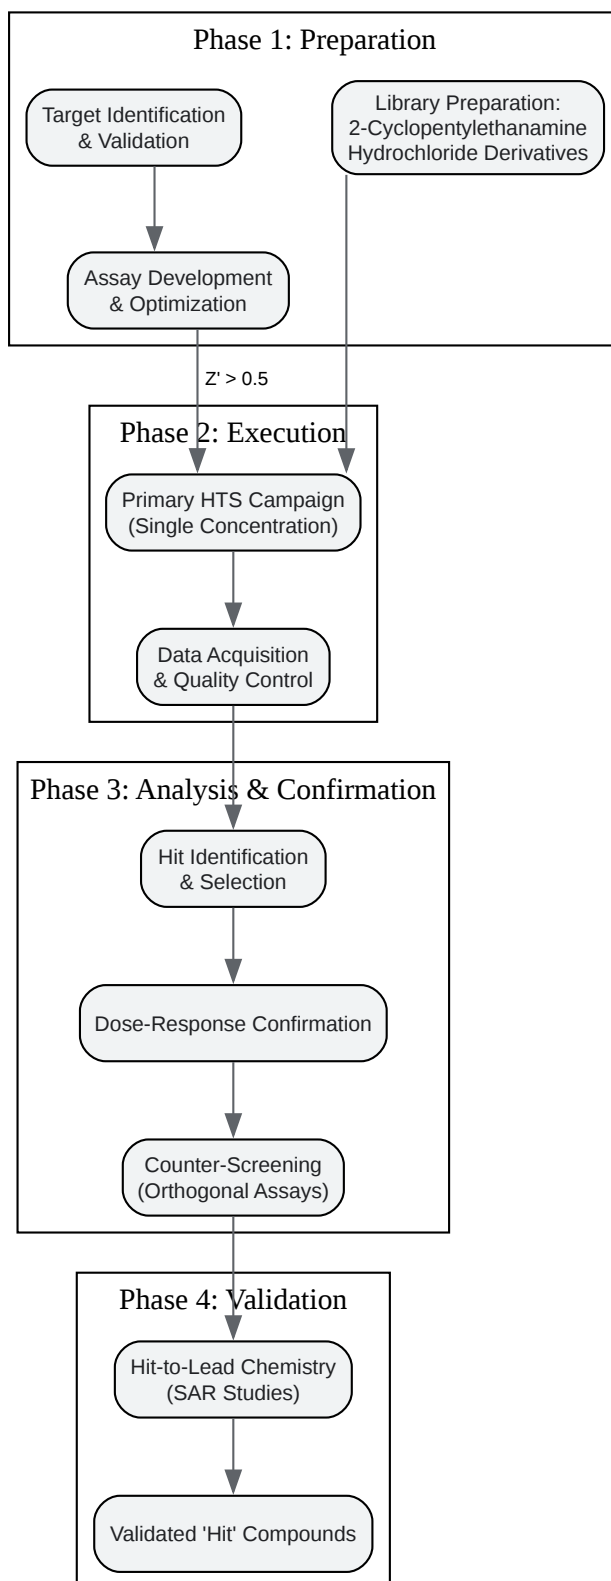 Phase 1: Preparation
Target Identification
& Validation
Library Preparation:
2-Cyclopentylethanamine
Hydrochloride Derivatives
Assay Development
& Optimization
Z' > 0.5
Phase 2: Execution
Primary HTS Campaign
(Single Concentration)
Data Acquisition
& Quality Control
Phase 3: Analysis & Confirmation
Hit Identification
& Selection
Dose-Response Confirmation
Counter-Screening
(Orthogonal Assays)
Phase 4: Validation
Hit-to-Lead Chemistry
(SAR Studies)
Validated 'Hit' Compounds